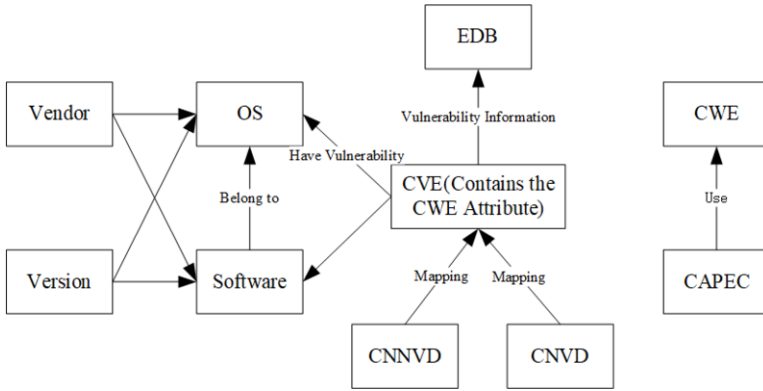 EDB
Vendor
OS
Vulnerability Information
CWE
Have Vulnerability
CVE(Contains the
CWE Attribute)
Belong to
Use
Version
Software
Mapping
Mapping
CAPEC
CNNVD
CNVD